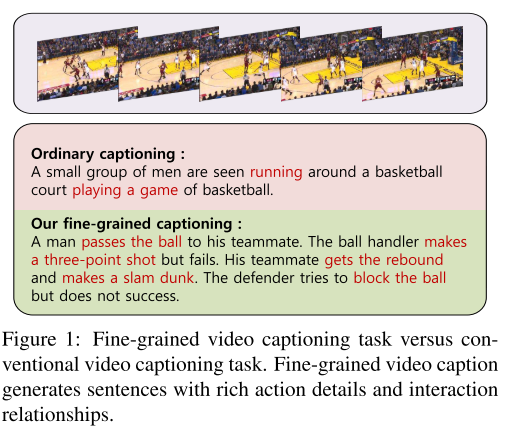 Ordinary captioning :
A small group of men are seen running around a basketball
court playing a game of basketball.
Our fine-grained captioning :
A man passes the ball to his teammate. The ball handler makes
a three-point shot but fails. His teammate gets the rebound
and makes a slam dunk. The defender tries to block the ball
but does not success.
Figure 1: Fine-grained video captioning task versus con-
ventional video captioning task. Fine-grained video caption
generates sentences with rich action details and interaction
relationships.